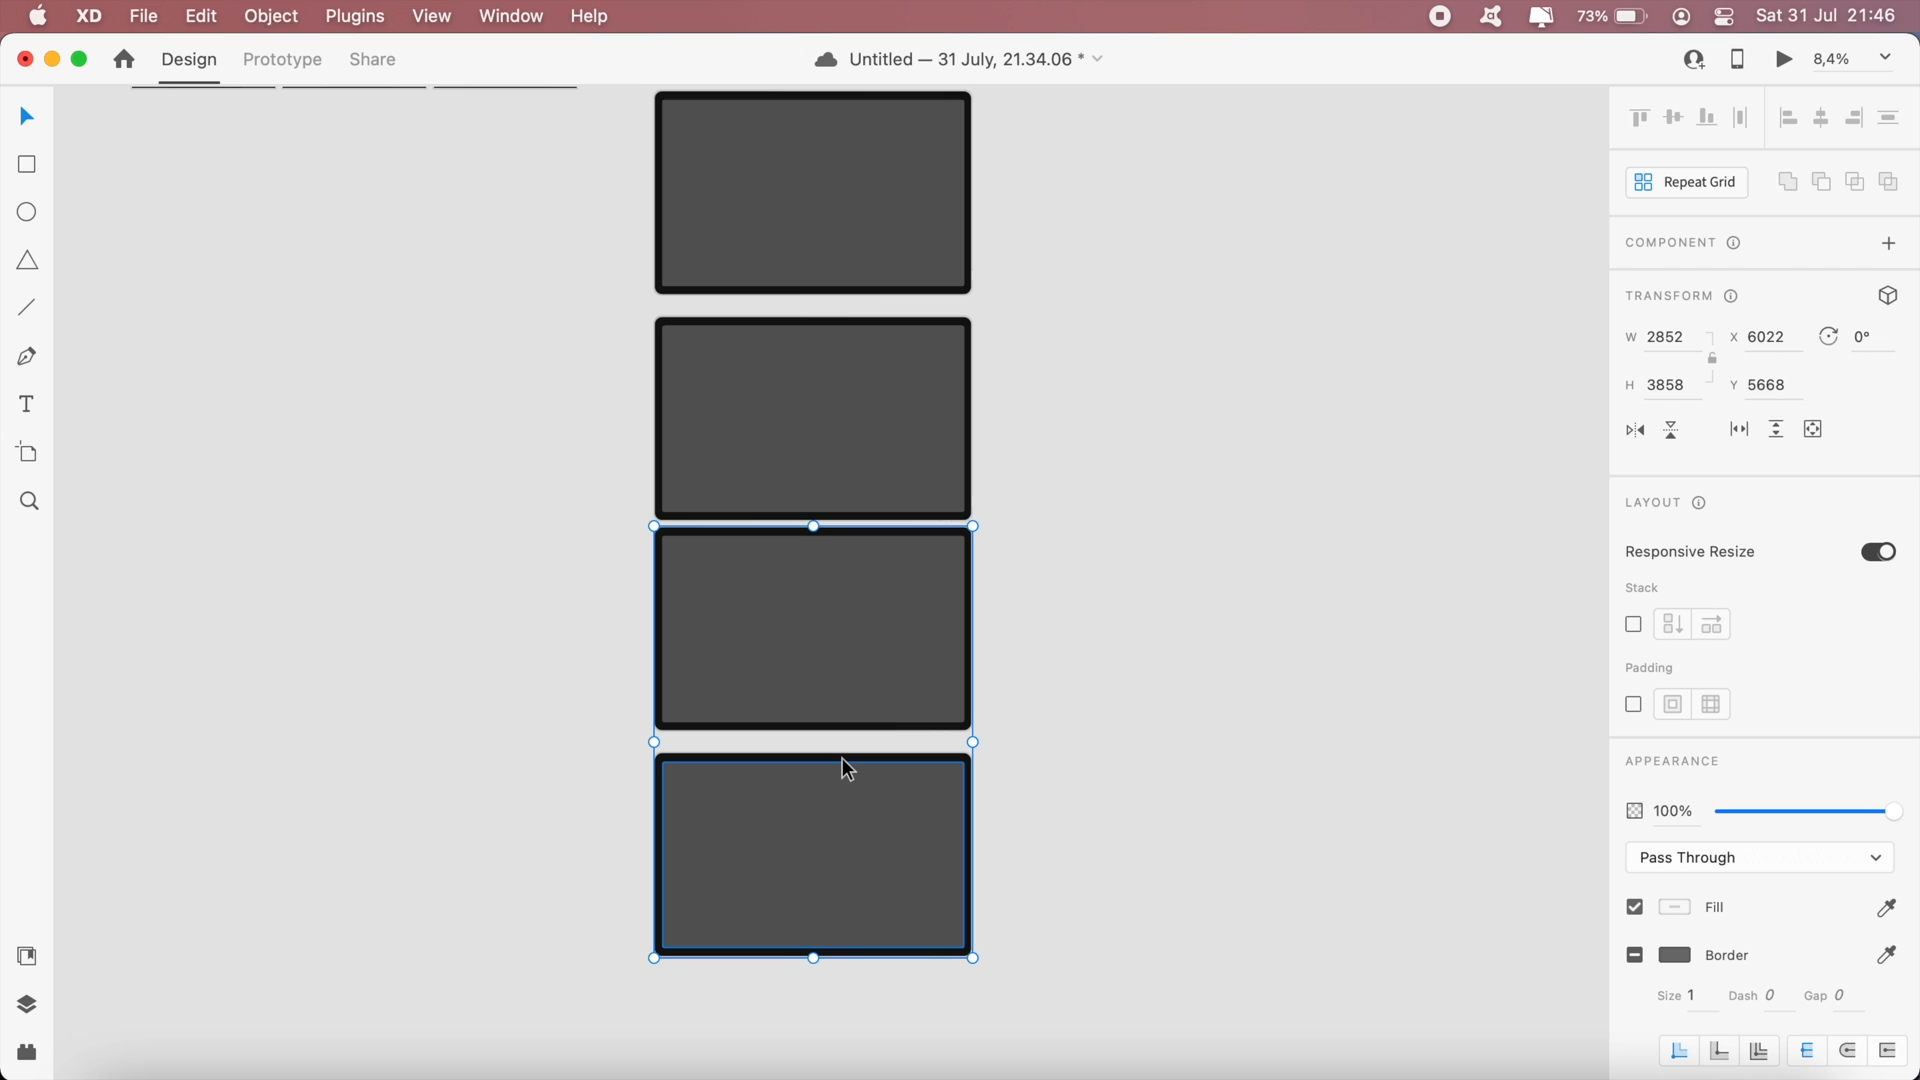 XD File Edit Object Plugins View Window Help 73% Sat 31 Jul 21:46
Design Prototype Share Untitled — 31 July, 21.34.06 * 8,4%
Repeat Grid
COMPONENT
TRANSFORM
W 2852 X 6022 0°
H 3858 Y 5668
LAYOUT
Responsive Resize
Stack
Padding
APPEARANCE
100%
Pass Through
Fill
Border
Size 1 Dash 0 Gap 0
T